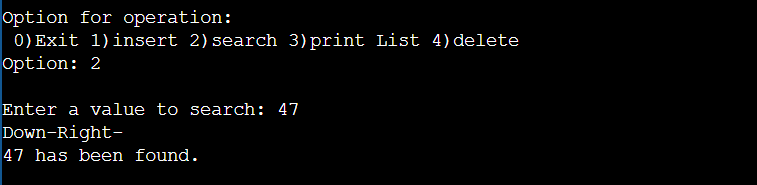 Option for operation:
0)Exit 1)insert 2)search 3)print List 4)delete
Option: 2
Enter a value to search: 47
Down-Right-
47 has been found.